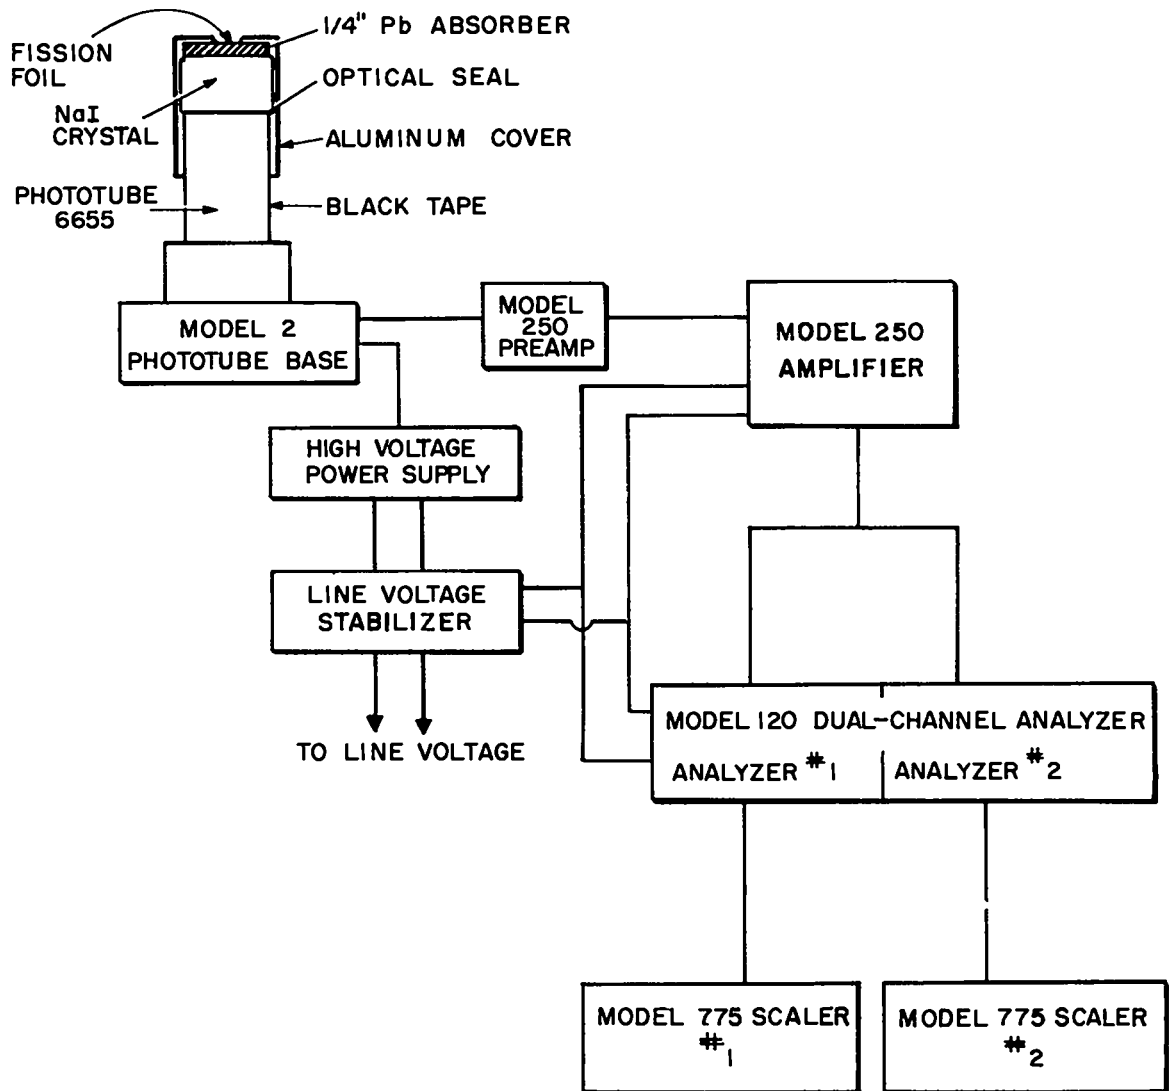 1/4" Pb ABSORBER
FISSION
FOIL
OPTICAL SEAL
NaI
CRYSTAL
ALUMINUM COVER
PHOTOTUBE
6655
BLACK TAPE
MODEL 2
PHOTOTUBE BASE
MODEL
250
PREAMP
MODEL 250
AMPLIFIER
HIGH VOLTAGE
POWER SUPPLY
LINE VOLTAGE
STABILIZER
TO LINE VOLTAGE
MODEL 120 DUAL-CHANNEL ANALYZER
ANALYZER #1
ANALYZER #2
MODEL 775 SCALER
#1
MODEL 775 SCALER
#2